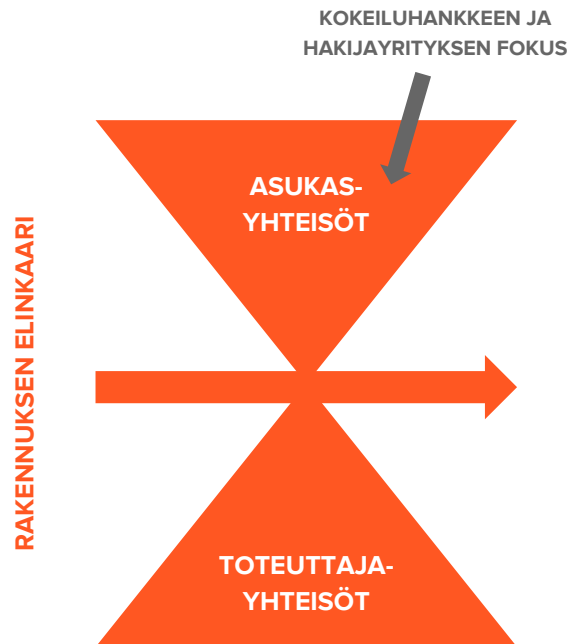 KOKEILUHANKKEEN JA
HAKIJAYRITYKSEN FOKUS
ASUKAS-
YHTEISÖT
RAKENNUKSEN ELINKAARI
TOTEUTTAJA-
YHTEISÖT